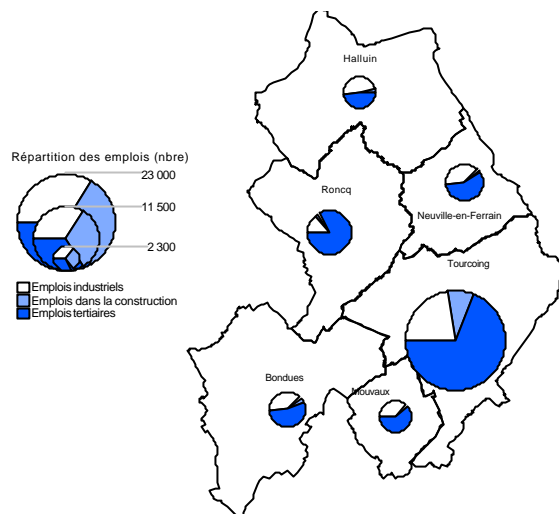 Halluin
Répartition des emplois (nbre)
23 000
11 500
2 300
Roncq
Neuville-en-Ferrain
Tourcoing
Emplois industriels
Emplois dans la construction
Emplois tertiaires
Bondues
Mouvaux